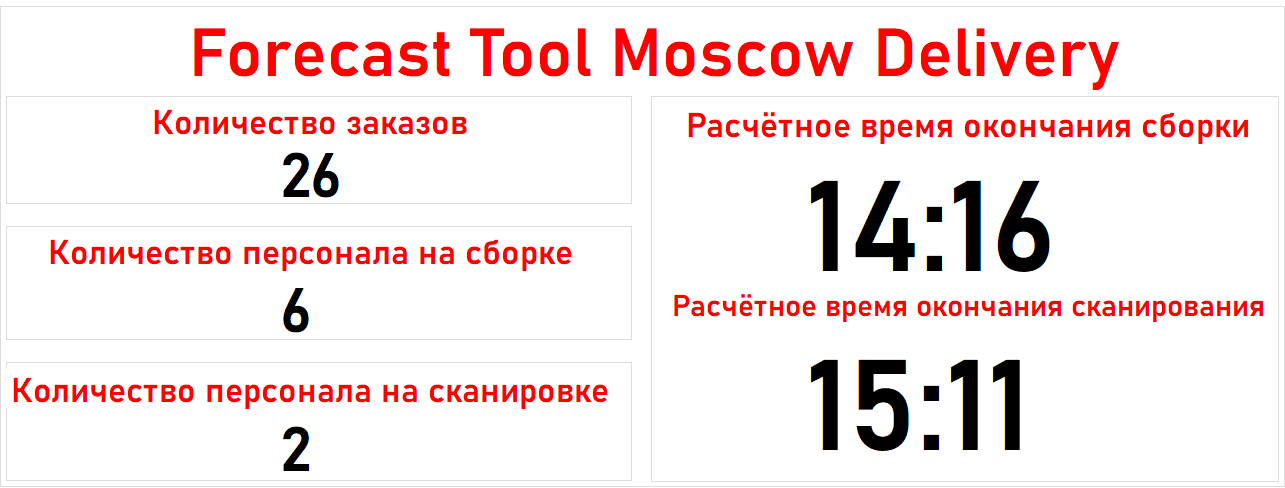 Forecast Tool Moscow Delivery
Количество заказов
26
Количество персонала на сборке
6
Количество персонала на сканировке
2
Расчётное время окончания сборки
14:16
Расчётное время окончания сканирования
15:11